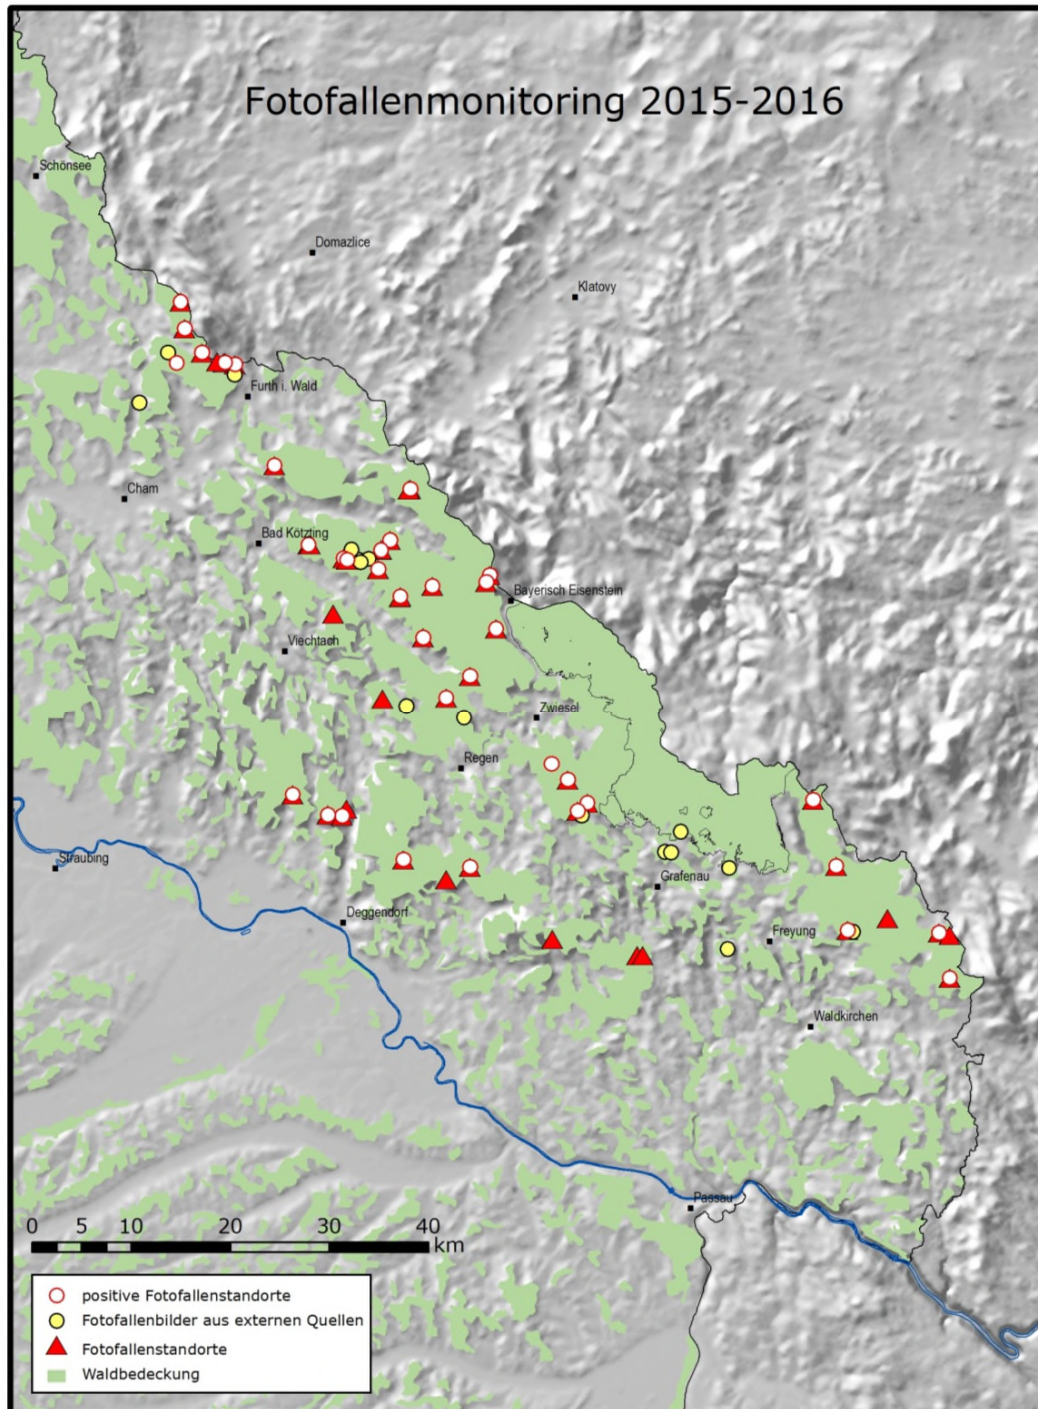 Fotofallenmonitoring 2015-2016
Schönsee
Domazlice
Klatovy
Furth i. Wald
Cham
Bad Kötzting
Bayerisch Eisenstein
Viechtach
Zwiesel
Regen
Straubing
Grafenau
Deggendorf
Freyung
Waldkirchen
Passau
0 5 10 20 30 40
km
positive Fotofallenstandorte
Fotofallenbilder aus externen Quellen
Fotofallenstandorte
Waldbedeckung